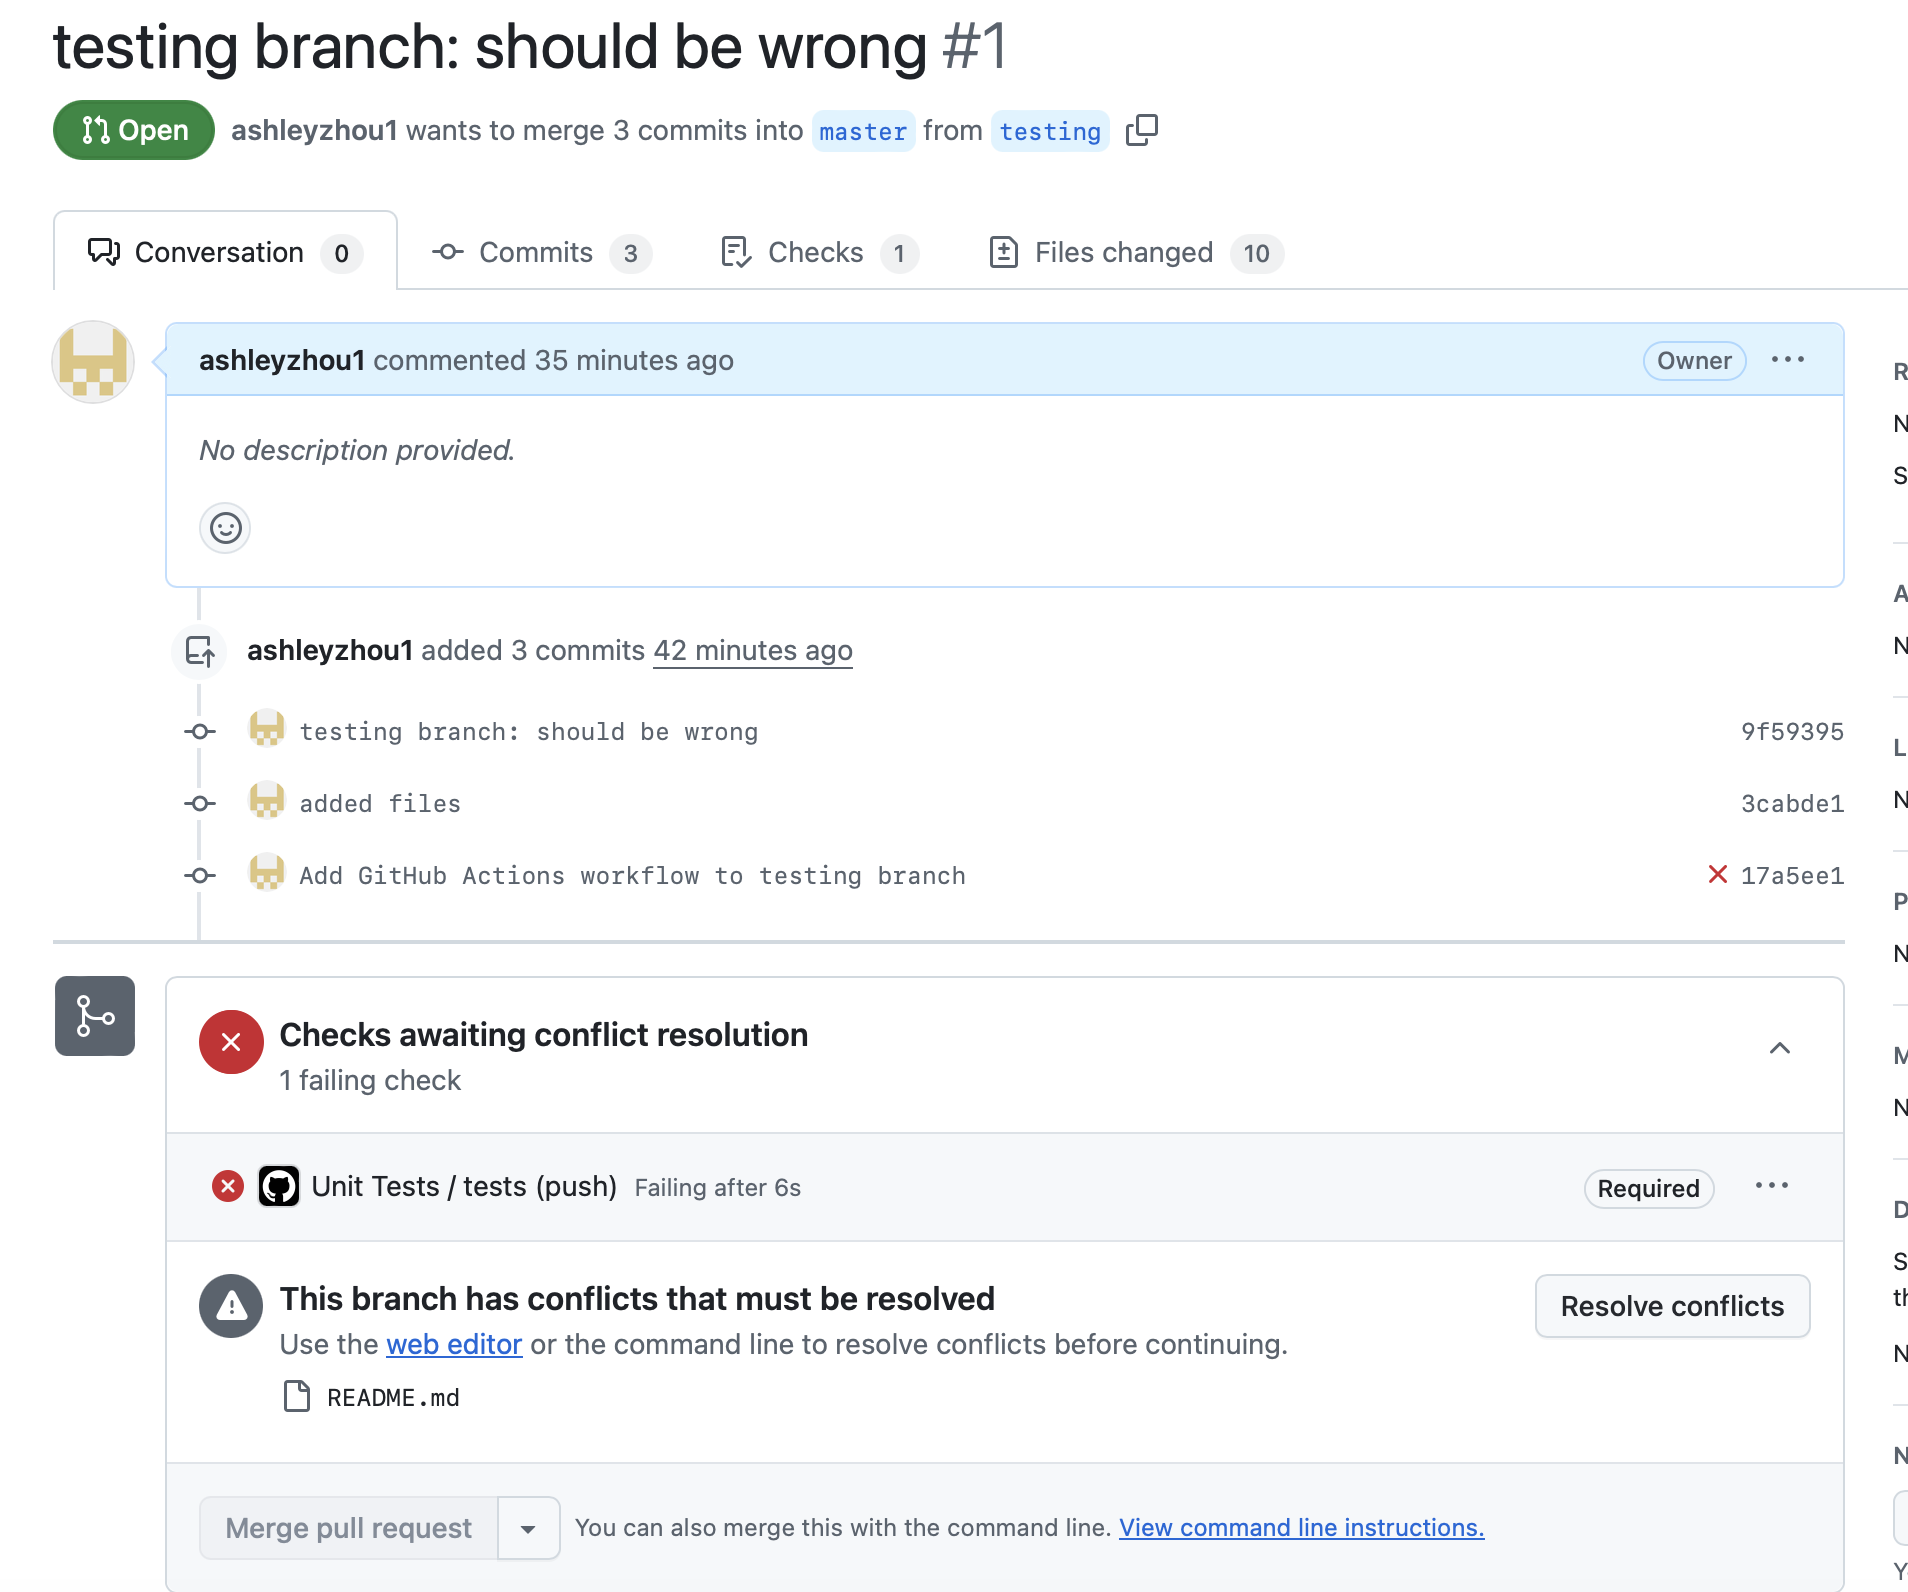 testing branch: should be wrong #1
Open ashleyzhou1 wants to merge 3 commits into master from testing
Conversation 0 Commits 3 Checks 1 Files changed 10
ashleyzhou1 commented 35 minutes ago Owner
No description provided.
ashleyzhou1 added 3 commits 42 minutes ago
testing branch: should be wrong 9f59395
added files 3cabde1
Add GitHub Actions workflow to testing branch 17a5ee1
Checks awaiting conflict resolution
1 failing check
Unit Tests / tests (push) Failing after 6s Required
This branch has conflicts that must be resolved
Use the web editor or the command line to resolve conflicts before continuing.
Resolve conflicts
README.md
Merge pull request You can also merge this with the command line. View command line instructions.